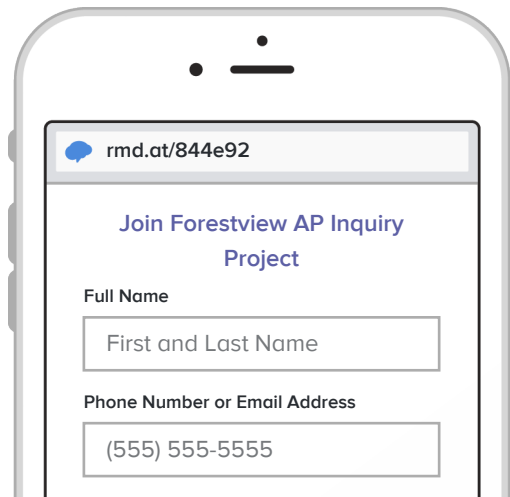 rmd.at/844e92
Join Forestview AP Inquiry
Project
Full Name
First and Last Name
Phone Number or Email Address
(555) 555-5555